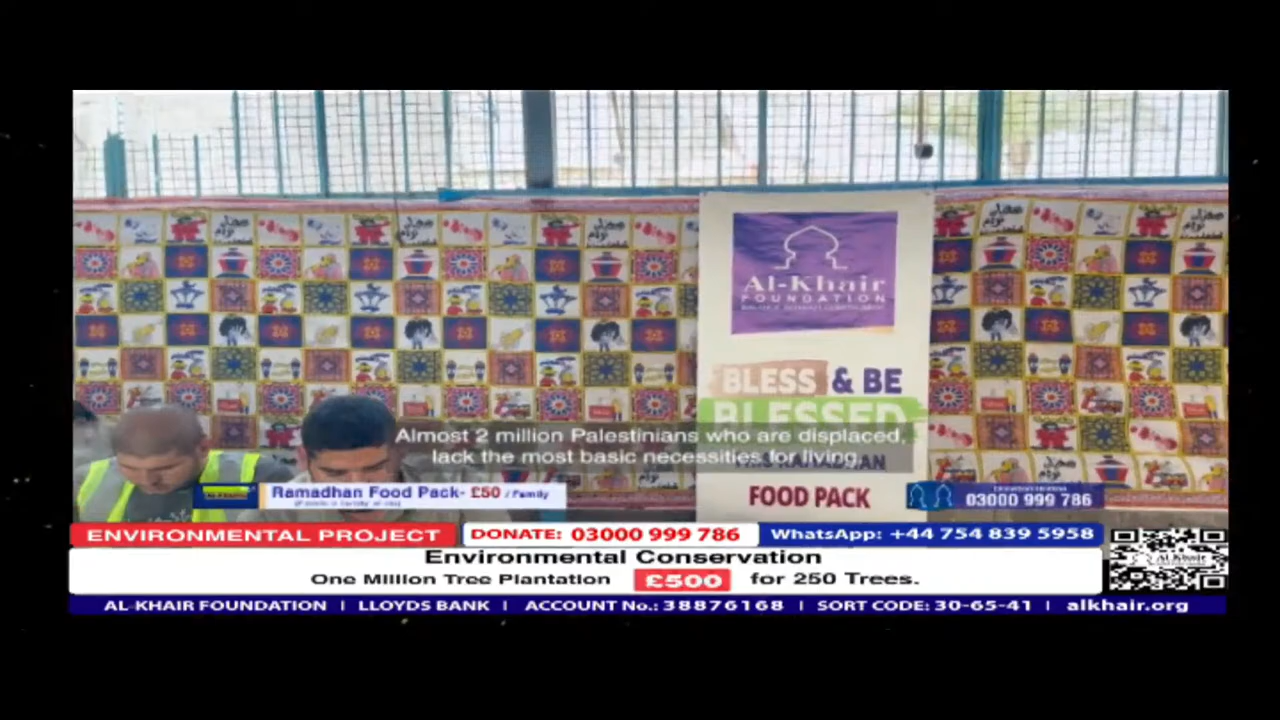 Al-Khair
FOUNDATION
BLESS & BE
BLESSED
Almost 2 million Palestinians who are displaced,
lack the most basic necessities for living.
THIS RAMADHAN
FOOD PACK
Ramadhan Food Pack- £50 / Family
03000 999 786
ENVIRONMENTAL PROJECT
DONATE: 03000 999 786
WhatsApp: +44 754 839 5958
Environmental Conservation
One Million Tree Plantation £500 for 250 Trees.
AL-KHAIR FOUNDATION | LLOYDS BANK | ACCOUNT No.: 38876168 | SORT CODE: 30-65-41 | alkhair.org